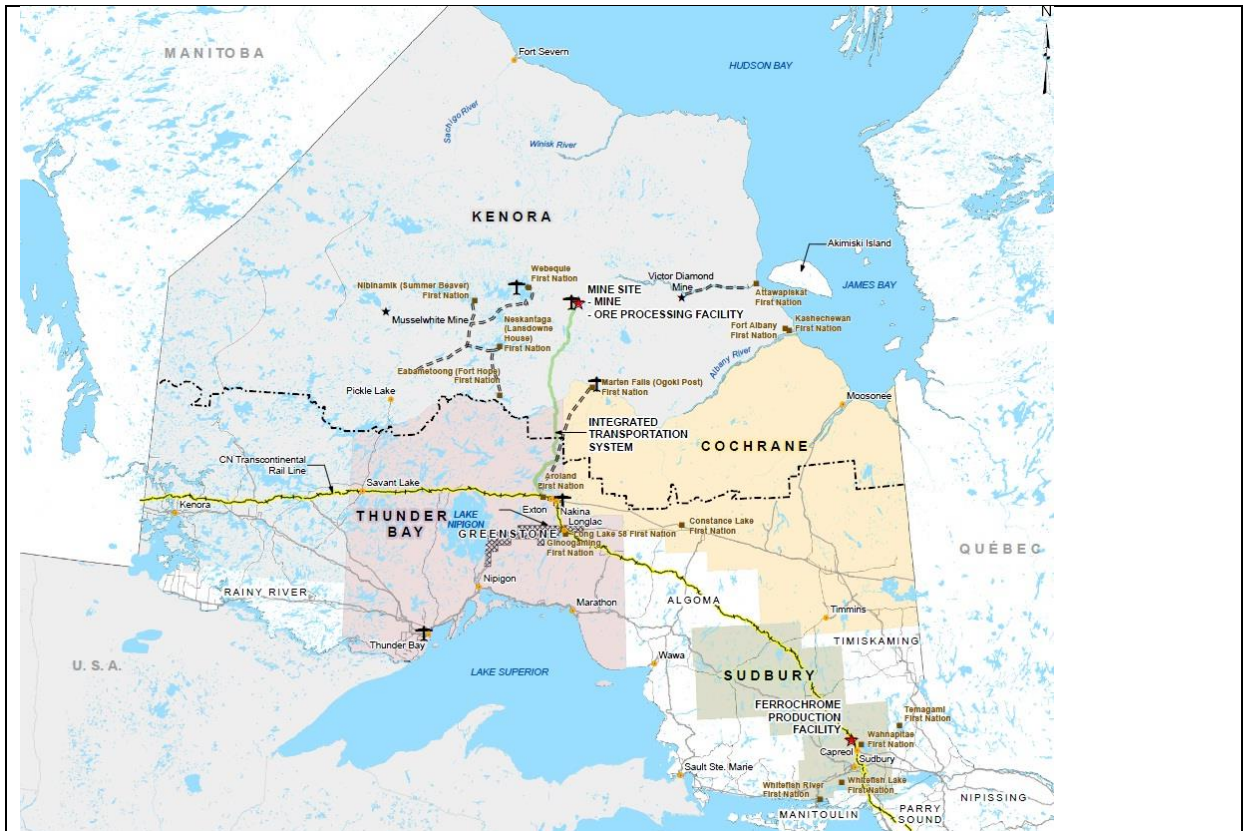 N
MANITOBA
Fort Severn
HUDSON BAY
Sachigo River
Winisk River
KENORA
Akimiski Island
Webequie
First Nation
Nibinamik (Summer Beaver)
First Nation
Victor Diamond
Mine
MINE SITE
- MINE
- ORE PROCESSING FACILITY
Attawapiskat
First Nation
JAMES BAY
Musselwhite Mine
Neskantaga
(Lansdowne
House)
First Nation
Fort Albany
First Nation
Kashechewan
First Nation
Albany River
Eabametoong (Fort Hope)
First Nation
Marten Falls (Ogoki Post)
First Nation
Pickle Lake
Moosonee
INTEGRATED
TRANSPORTATION
SYSTEM
COCHRANE
CN Transcontinental
Rail Line
Aroland
First Nation
Savant Lake
Kenora
Exton
Nakina
THUNDER
BAY
LAKE
NIPIGON
Longlac
GREENSTONE
Long Lake 58 First Nation
Ginoogaming
First Nation
Constance Lake
First Nation
QUÉBEC
Nipigon
RAINY RIVER
Marathon
ALGOMA
Timmins
Thunder Bay
TIMISKAMING
U.S.A.
LAKE SUPERIOR
Wawa
SUDBURY
FERROCHROME
PRODUCTION
FACILITY
Temagami
First Nation
Wahnapitae
First Nation
Capreol
Sudbury
Sault Ste. Marie
Whitefish Lake
First Nation
Whitefish River
First Nation
MANITOULIN
NIPISSING
PARRY
SOUND